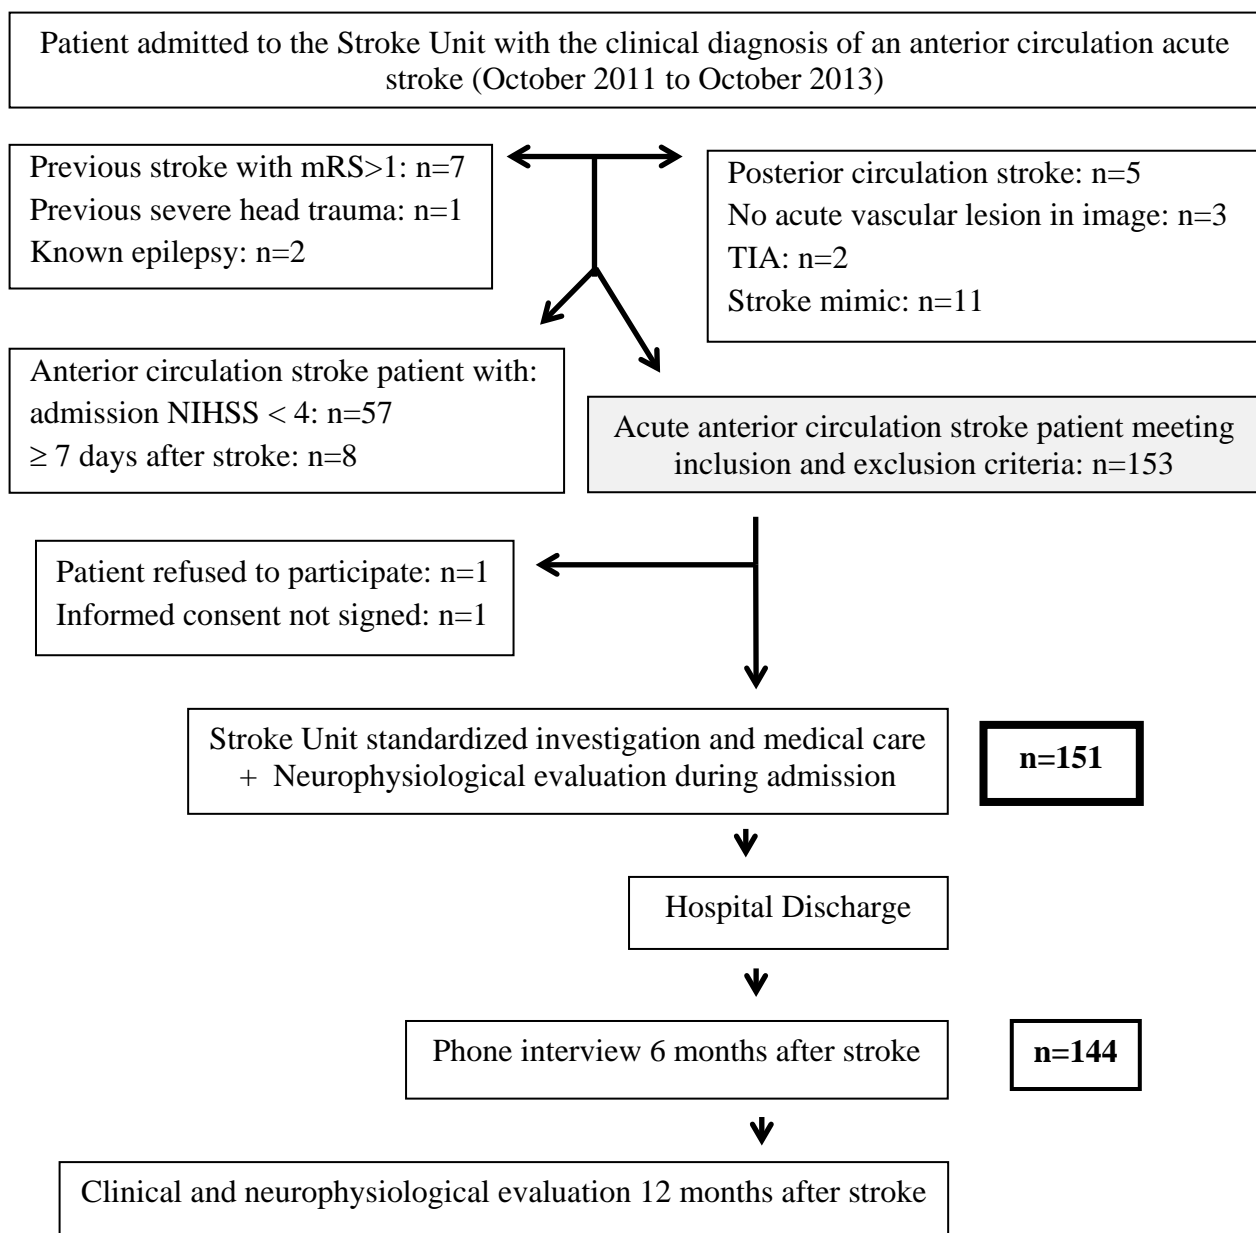 Patient admitted to the Stroke Unit with the clinical diagnosis of an anterior circulation acute
stroke (October 2011 to October 2013)
Previous stroke with mRS>1: n=7
Previous severe head trauma: n=1
Known epilepsy: n=2
Posterior circulation stroke: n=5
No acute vascular lesion in image: n=3
TIA: n=2
Stroke mimic: n=11
Anterior circulation stroke patient with:
admission NIHSS < 4: n=57
≥ 7 days after stroke: n=8
Acute anterior circulation stroke patient meeting
inclusion and exclusion criteria: n=153
Patient refused to participate: n=1
Informed consent not signed: n=1
Stroke Unit standardized investigation and medical care
+ Neurophysiological evaluation during admission
n=151
Hospital Discharge
Phone interview 6 months after stroke
n=144
Clinical and neurophysiological evaluation 12 months after stroke